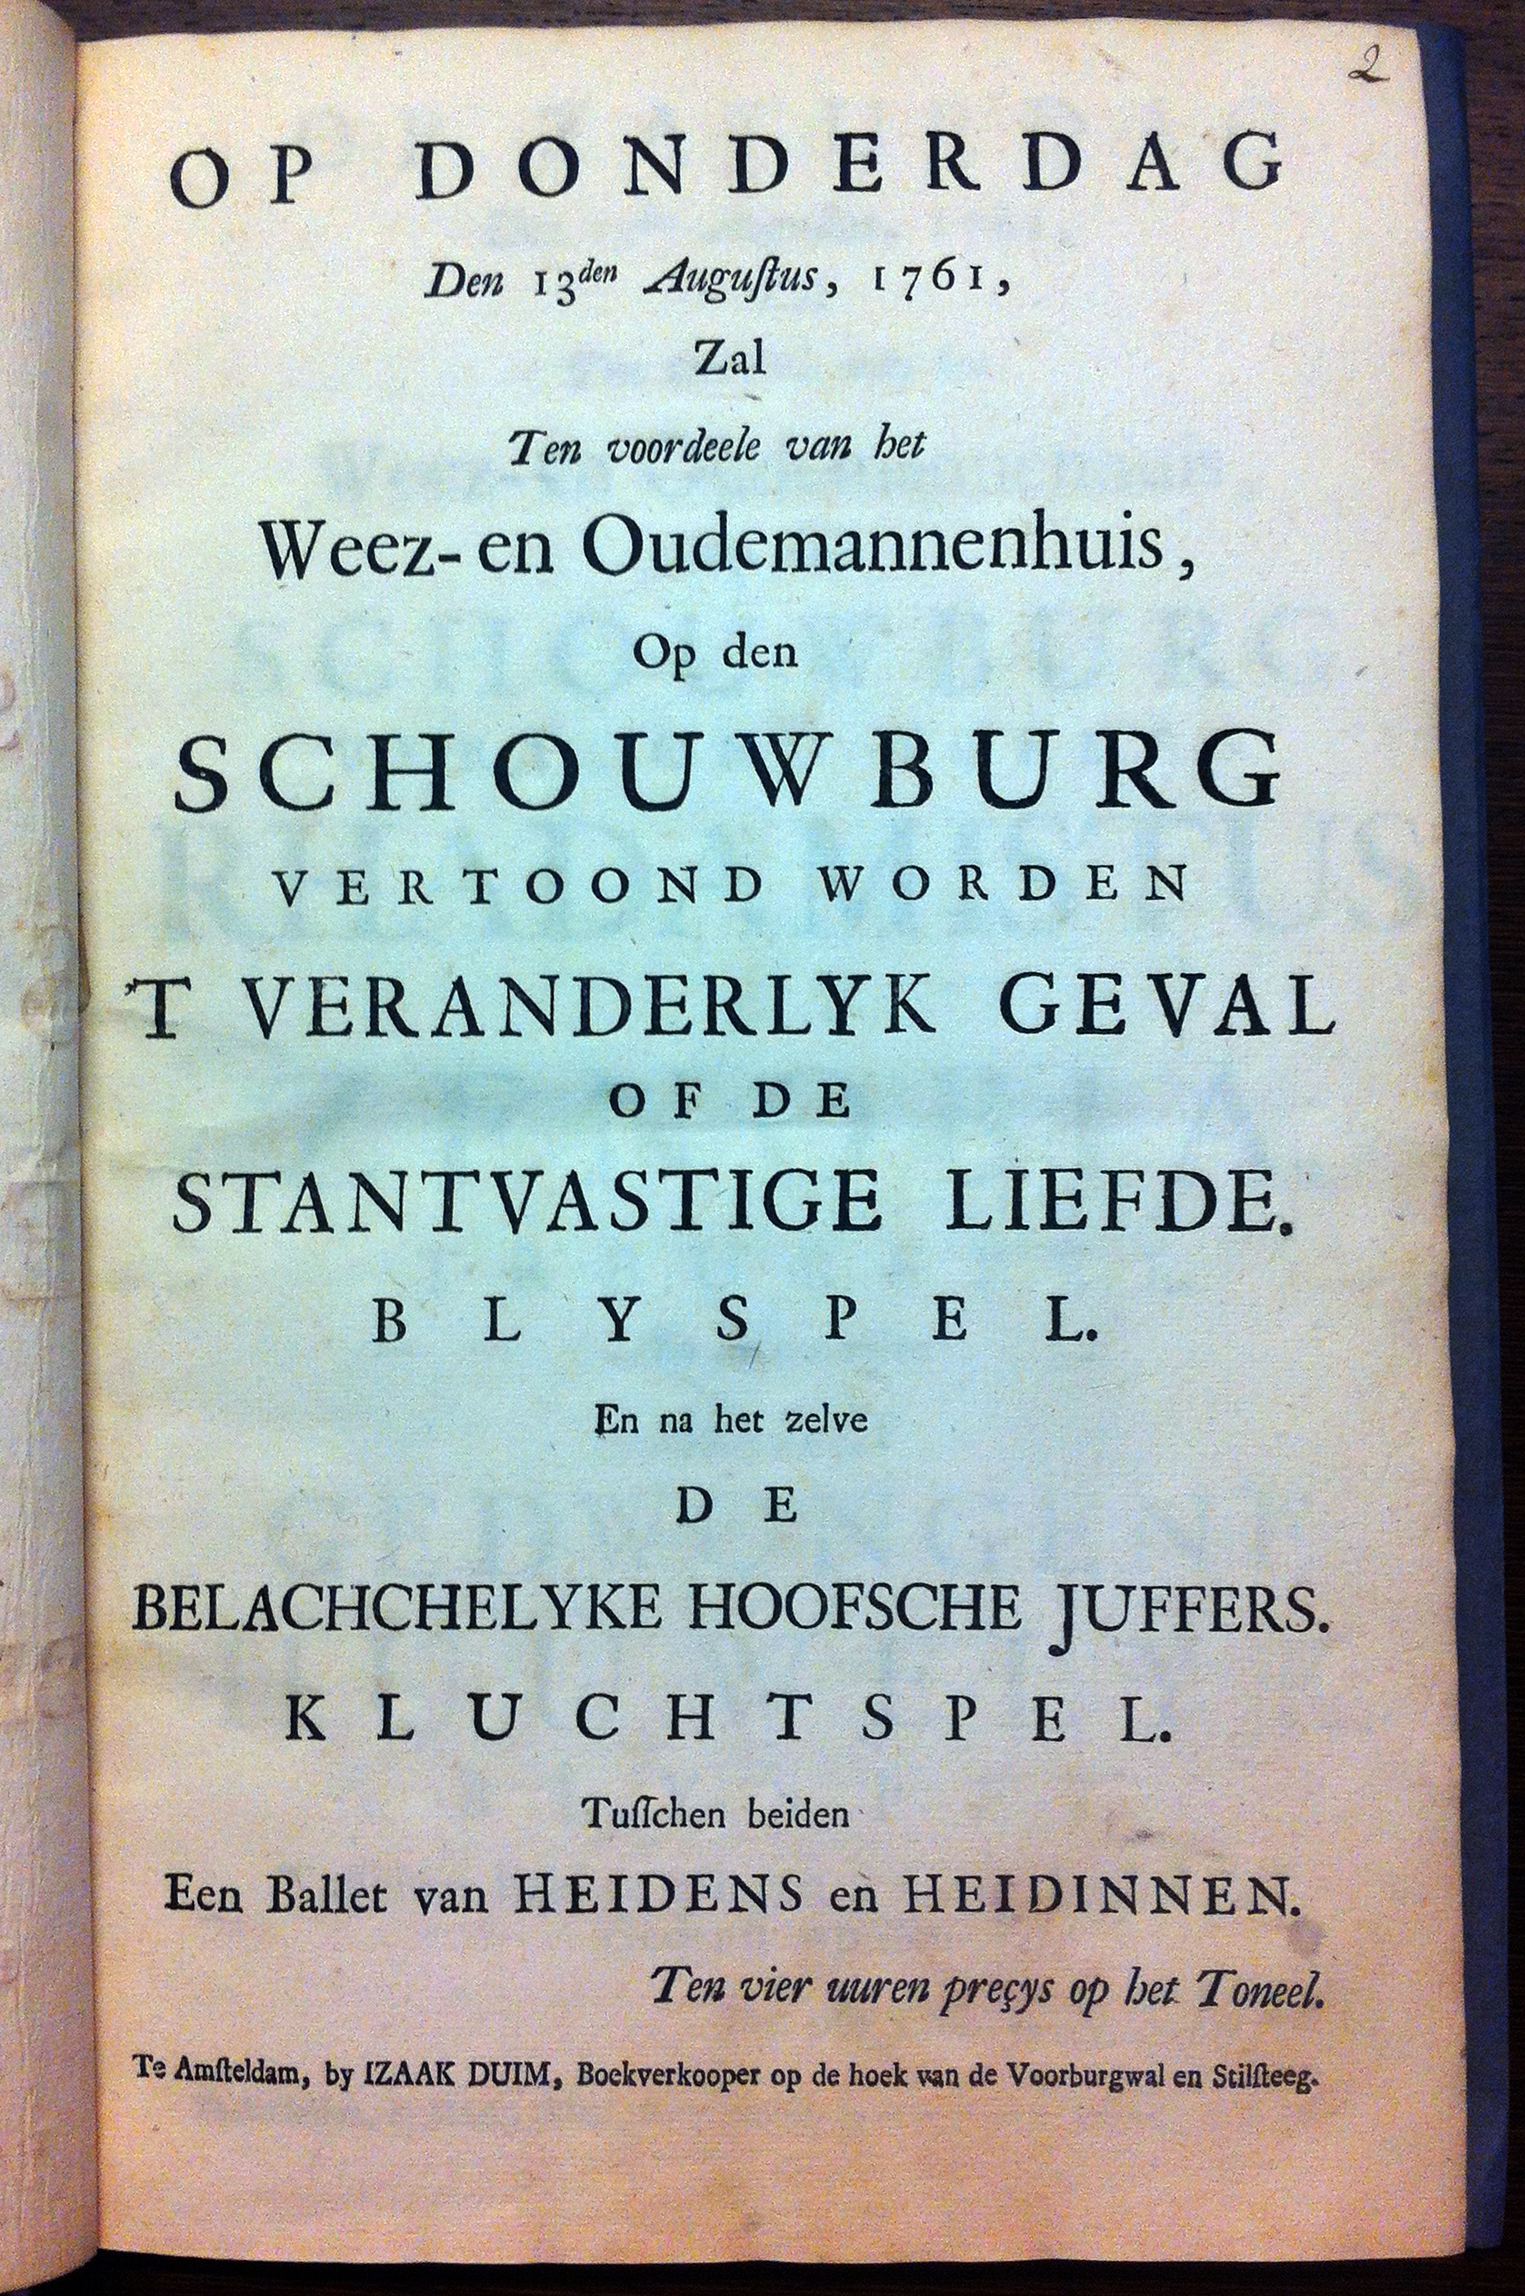 2
OP DONDERDAG
Den 13den Auguſtus, 1761,
Zal
Ten voordeele van het
Weez- en Oudemannenhuis,
Op den
SCHOUWBURG
VERTOOND WORDEN
'T VERANDERLYK GEVAL
OF DE
STANTVASTIGE LIEFDE.
BLYSPEL.
En na het zelve
DE
BELACHCHELYKE HOOFSCHE JUFFERS.
KLUCHTSPEL.
Tuſſchen beiden
Een Ballet van HEIDENS en HEIDINNEN.
Ten vier uuren preçys op het Toneel.
Te Amſteldam, by IZAAK DUIM, Boekverkooper op de hoek van de Voorburgwal en Stilſteeg.